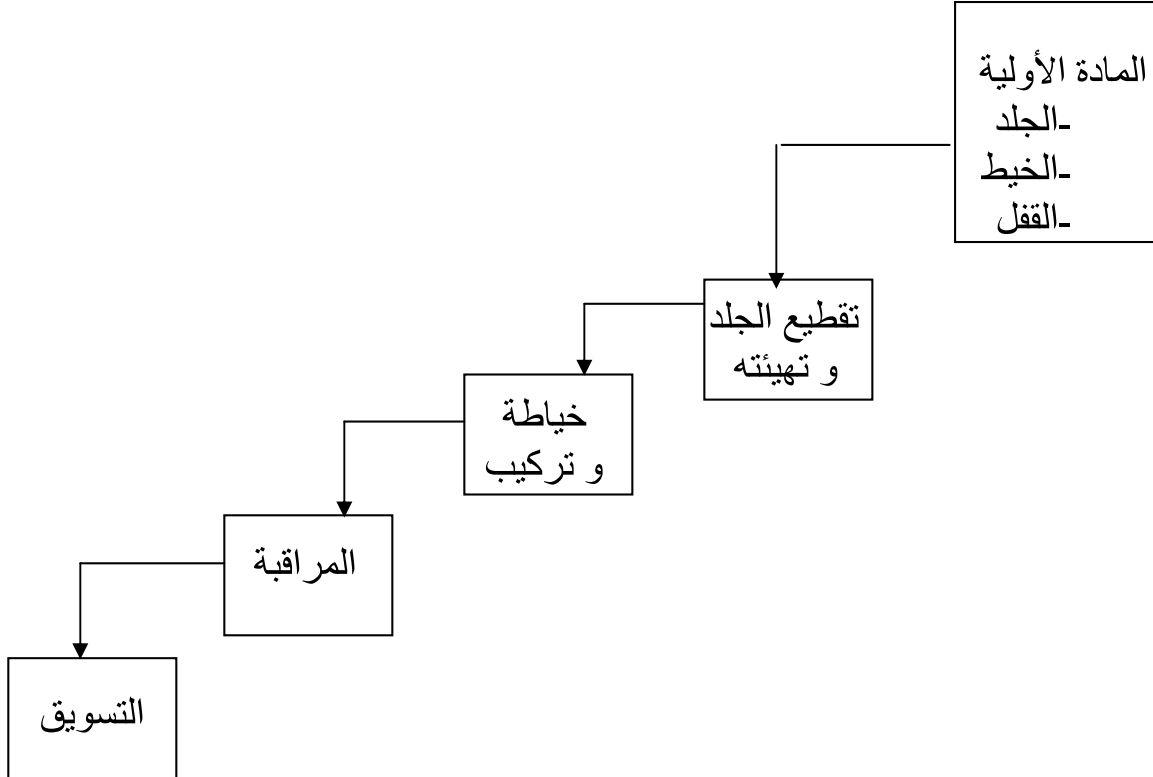 المادة الأولية
-الجلد
-الخيط
-القفل
تقطيع الجلد
و تهيئته
خياطة
و تركيب
المراقبة
التسويق